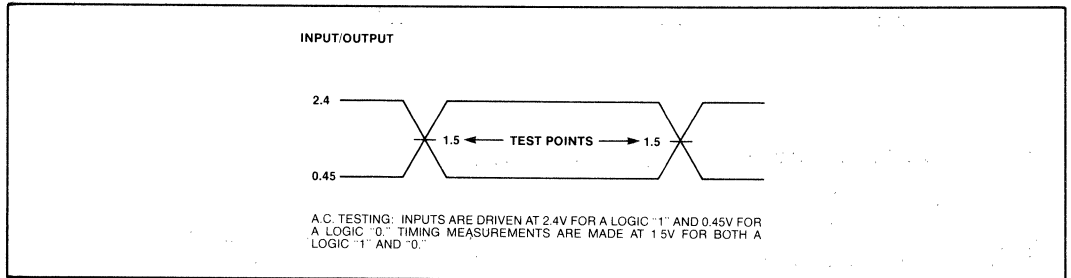 INPUT/OUTPUT
2.4
1.5 TEST POINTS 1.5
0.45
A.C. TESTING: INPUTS ARE DRIVEN AT 2.4V FOR A LOGIC "1" AND 0.45V FOR
A LOGIC "0." TIMING MEASUREMENTS ARE MADE AT 1 5V FOR BOTH A
LOGIC "1" AND "0."